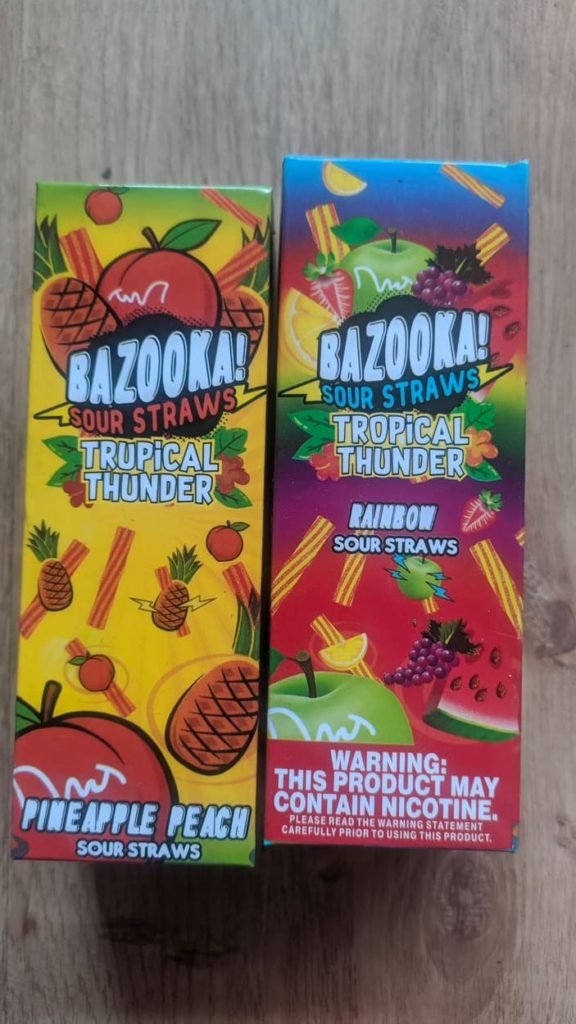 BAZOOKA!
SOUR STRAWS
TRUPiCAL
THUNDER
PINEAPPLE PEACH
SOUR STRAWS
BAZOOKA!
SOUR STRAWS
TROPiCAL
THUNDER
RAINBOW
SOUR STRAWS
WARNING:
THIS PRODUCT MAY
CONTAIN NICOTINE.
PLEASE READ THE WARNING STATEMENT
CAREFULLY PRIOR TO USING THIS PRODUCT.